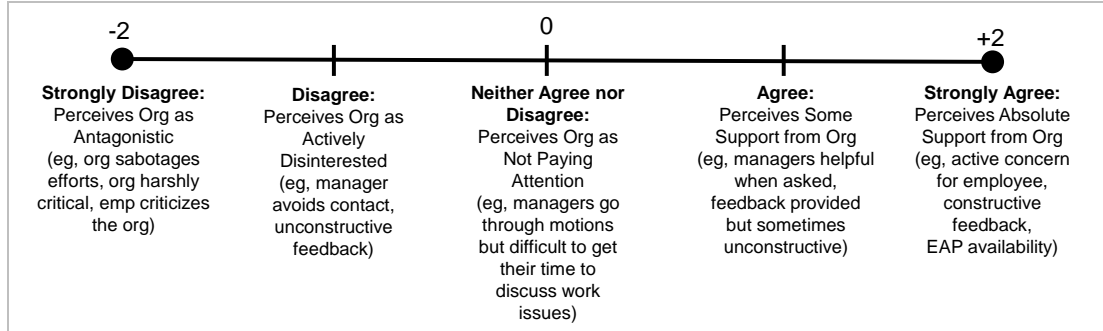 -2
0
+2
Strongly Disagree:
Perceives Org as
Antagonistic
(eg, org sabotages
efforts, org harshly
critical, emp criticizes
the org)
Disagree:
Perceives Org as
Actively
Disinterested
(eg, manager
avoids contact,
unconstructive
feedback)
Neither Agree nor
Disagree:
Perceives Org as
Not Paying
Attention
(eg, managers go
through motions
but difficult to get
their time to
discuss work
issues)
Agree:
Perceives Some
Support from Org
(eg, managers helpful
when asked,
feedback provided
but sometimes
unconstructive)
Strongly Agree:
Perceives Absolute
Support from Org
(eg, active concern
for employee,
constructive
feedback,
EAP availability)